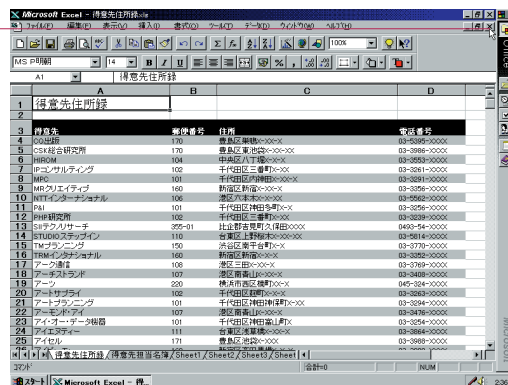 Microsoft Excel - 得意先住所録.xls
ファイル(F) 編集(E) 表示(V) 挿入(I) 書式(O) ツール(T) データ(D) ウィンドウ(W) ヘルプ(H)
100%
MS P明朝 14 B I U
A1 得意先住所録
A B C D
1 得意先住所録
2
3 得意先 郵便番号 住所 電話番号
4 CQ出版 170 豊島区巣鴨X-XX-X 03-5395-XXXX
5 CSK総合研究所 170 豊島区東池袋X-XX-XX 03-3986-XXXX
6 HIROM 104 中央区八丁堀X-X-X 03-3553-XXXX
7 IPコンサルティング 102 千代田区三番町X-XX 03-3261-XXXX
8 MPC 101 千代田区内神田X-XX-X 03-3291-XXXX
9 MRクリエイティブ 160 新宿区新宿X-XX-X 03-3356-XXXX
10 NTTインターナショナル 106 港区六本木X-XX-X 03-5562-XXXX
11 P&I 101 千代田区神田多町X-X 03-3256-XXXX
12 PHP研究所 102 千代田区三番町X-XX 03-3239-XXXX
13 SIIテクノリサーチ 355-01 比企郡吉見町久保田XXXX 0493-54-XXXX
14 STUDIOステップイン 110 台東区上野桜木X-XX-XX 03-5814-XXXX
15 TMプランニング 150 渋谷区南平台町X-X 03-3770-XXXX
16 TRMインタナショナル 160 新宿区新宿X-X-X 03-3352-XXXX
17 アーク通信 108 港区三田X-XX-X 03-3769-XXXX
18 アーチストランド 107 港区南青山X-XX-X 03-3408-XXXX
19 アーツ 220 横浜市西区楠町XX-X 045-324-XXXX
20 アートサプライ 102 千代田区麹町X-XX-X 03-3263-XXXX
21 アートプランニング 101 千代田区神田神保町X-XX 03-3294-XXXX
22 アーモンド・アイ 107 港区南青山X-XX-X 03-3476-XXXX
23 アイ・オー・データ機器 101 千代田区神田富山町X 03-3254-XXXX
24 アイエヌティー 111 台東区浅草橋X-XX-X 03-3864-XXXX
25 アイセル 171 豊島区池袋X-XX-X 03-3988-XXXX
得意先住所録 得意先担当名簿 Sheet1 Sheet2 Sheet3 Sheet
コマンド 合計=0 NUM
スタート Microsoft Excel - 得... 2:36
Office